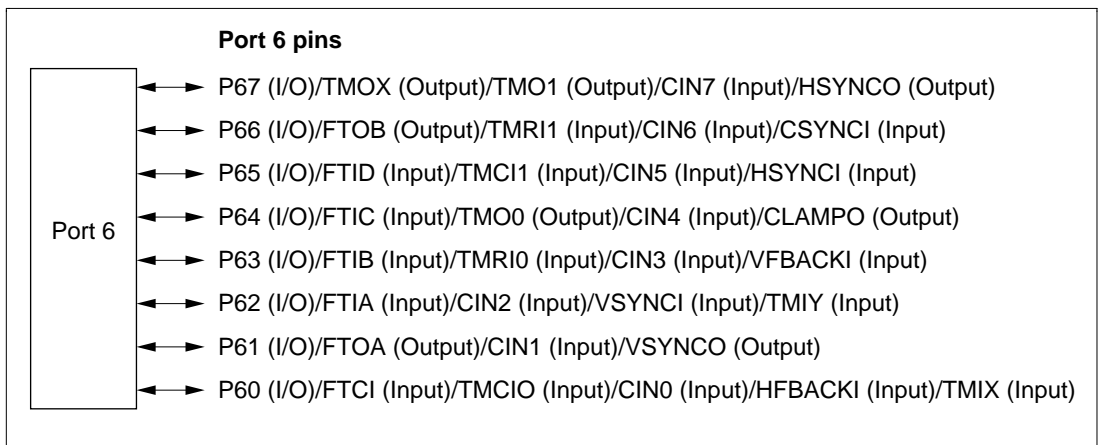 Port 6 pins
P67 (I/O)/TMOX (Output)/TMO1 (Output)/CIN7 (Input)/HSYNCO (Output)
P66 (I/O)/FTOB (Output)/TMRI1 (Input)/CIN6 (Input)/CSYNCI (Input)
P65 (I/O)/FTID (Input)/TMCI1 (Input)/CIN5 (Input)/HSYNCI (Input)
Port 6
P64 (I/O)/FTIC (Input)/TMO0 (Output)/CIN4 (Input)/CLAMPO (Output)
P63 (I/O)/FTIB (Input)/TMRI0 (Input)/CIN3 (Input)/VFBACKI (Input)
P62 (I/O)/FTIA (Input)/CIN2 (Input)/VSYNCI (Input)/TMIY (Input)
P61 (I/O)/FTOA (Output)/CIN1 (Input)/VSYNCO (Output)
P60 (I/O)/FTCI (Input)/TMCIO (Input)/CIN0 (Input)/HFBACKI (Input)/TMIX (Input)